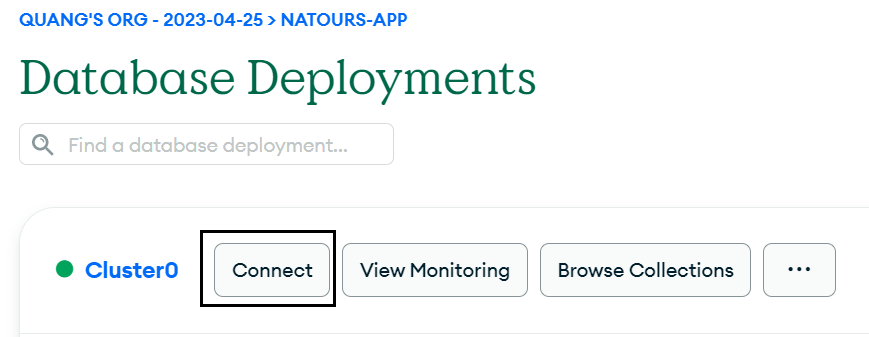 QUANG'S ORG - 2023-04-25 > NATOURS-APP
Database Deployments
Find a database deployment...
Cluster0 Connect View Monitoring Browse Collections ...